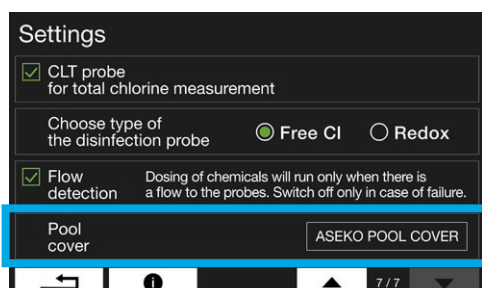 Settings
CLT probe
for total chlorine measurement
Choose type of
the disinfection probe
Free Cl
Redox
Flow
detection
Dosing of chemicals will run only when there is
a flow to the probes. Switch off only in case of failure.
Pool
cover
ASEKO POOL COVER
7/7